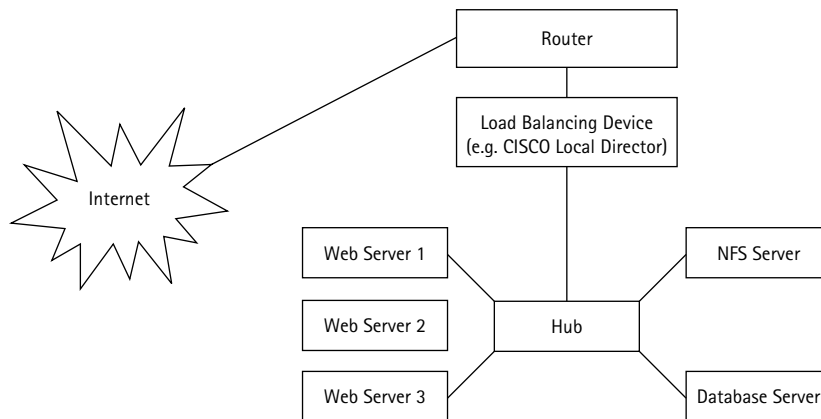 Router
Load Balancing Device
(e.g. CISCO Local Director)
Internet
Web Server 1
NFS Server
Web Server 2
Hub
Web Server 3
Database Server